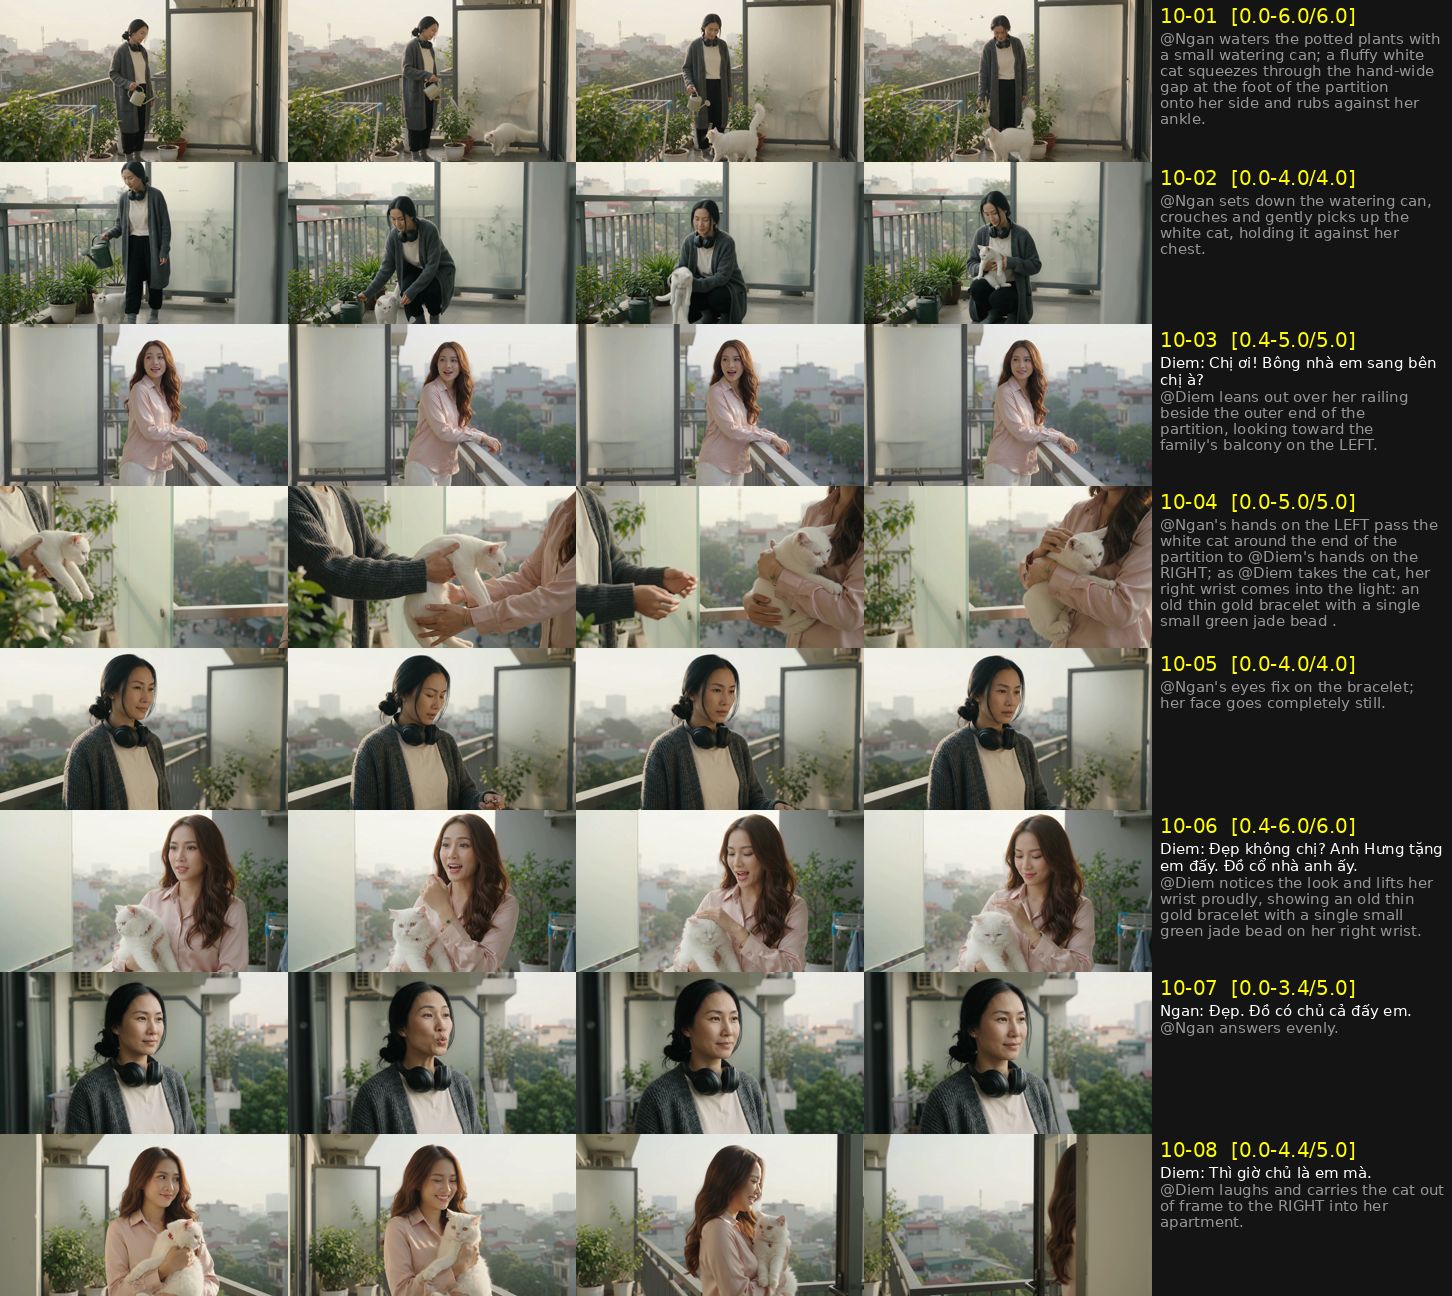 10-01 [0.0-6.0/6.0]
@Ngan waters the potted plants with
a small watering can; a fluffy white
cat squeezes through the hand-wide
gap at the foot of the partition
onto her side and rubs against her
ankle.
10-02 [0.0-4.0/4.0]
@Ngan sets down the watering can,
crouches and gently picks up the
white cat, holding it against her
chest.
10-03 [0.4-5.0/5.0]
Diem: Chị ơi! Bông nhà em sang bên
chị à?
@Diem leans out over her railing
beside the outer end of the
partition, looking toward the
family's balcony on the LEFT.
10-04 [0.0-5.0/5.0]
@Ngan's hands on the LEFT pass the
white cat around the end of the
partition to @Diem's hands on the
RIGHT; as @Diem takes the cat, her
right wrist comes into the light: an
old thin gold bracelet with a single
small green jade bead .
10-05 [0.0-4.0/4.0]
@Ngan's eyes fix on the bracelet;
her face goes completely still.
10-06 [0.4-6.0/6.0]
Diem: Đẹp không chị? Anh Hưng tặng
em đấy. Đồ cổ nhà anh ấy.
@Diem notices the look and lifts her
wrist proudly, showing an old thin
gold bracelet with a single small
green jade bead on her right wrist.
10-07 [0.0-3.4/5.0]
Ngan: Đẹp. Đồ có chủ cả đấy em.
@Ngan answers evenly.
10-08 [0.0-4.4/5.0]
Diem: Thì giờ chủ là em mà.
@Diem laughs and carries the cat out
of frame to the RIGHT into her
apartment.